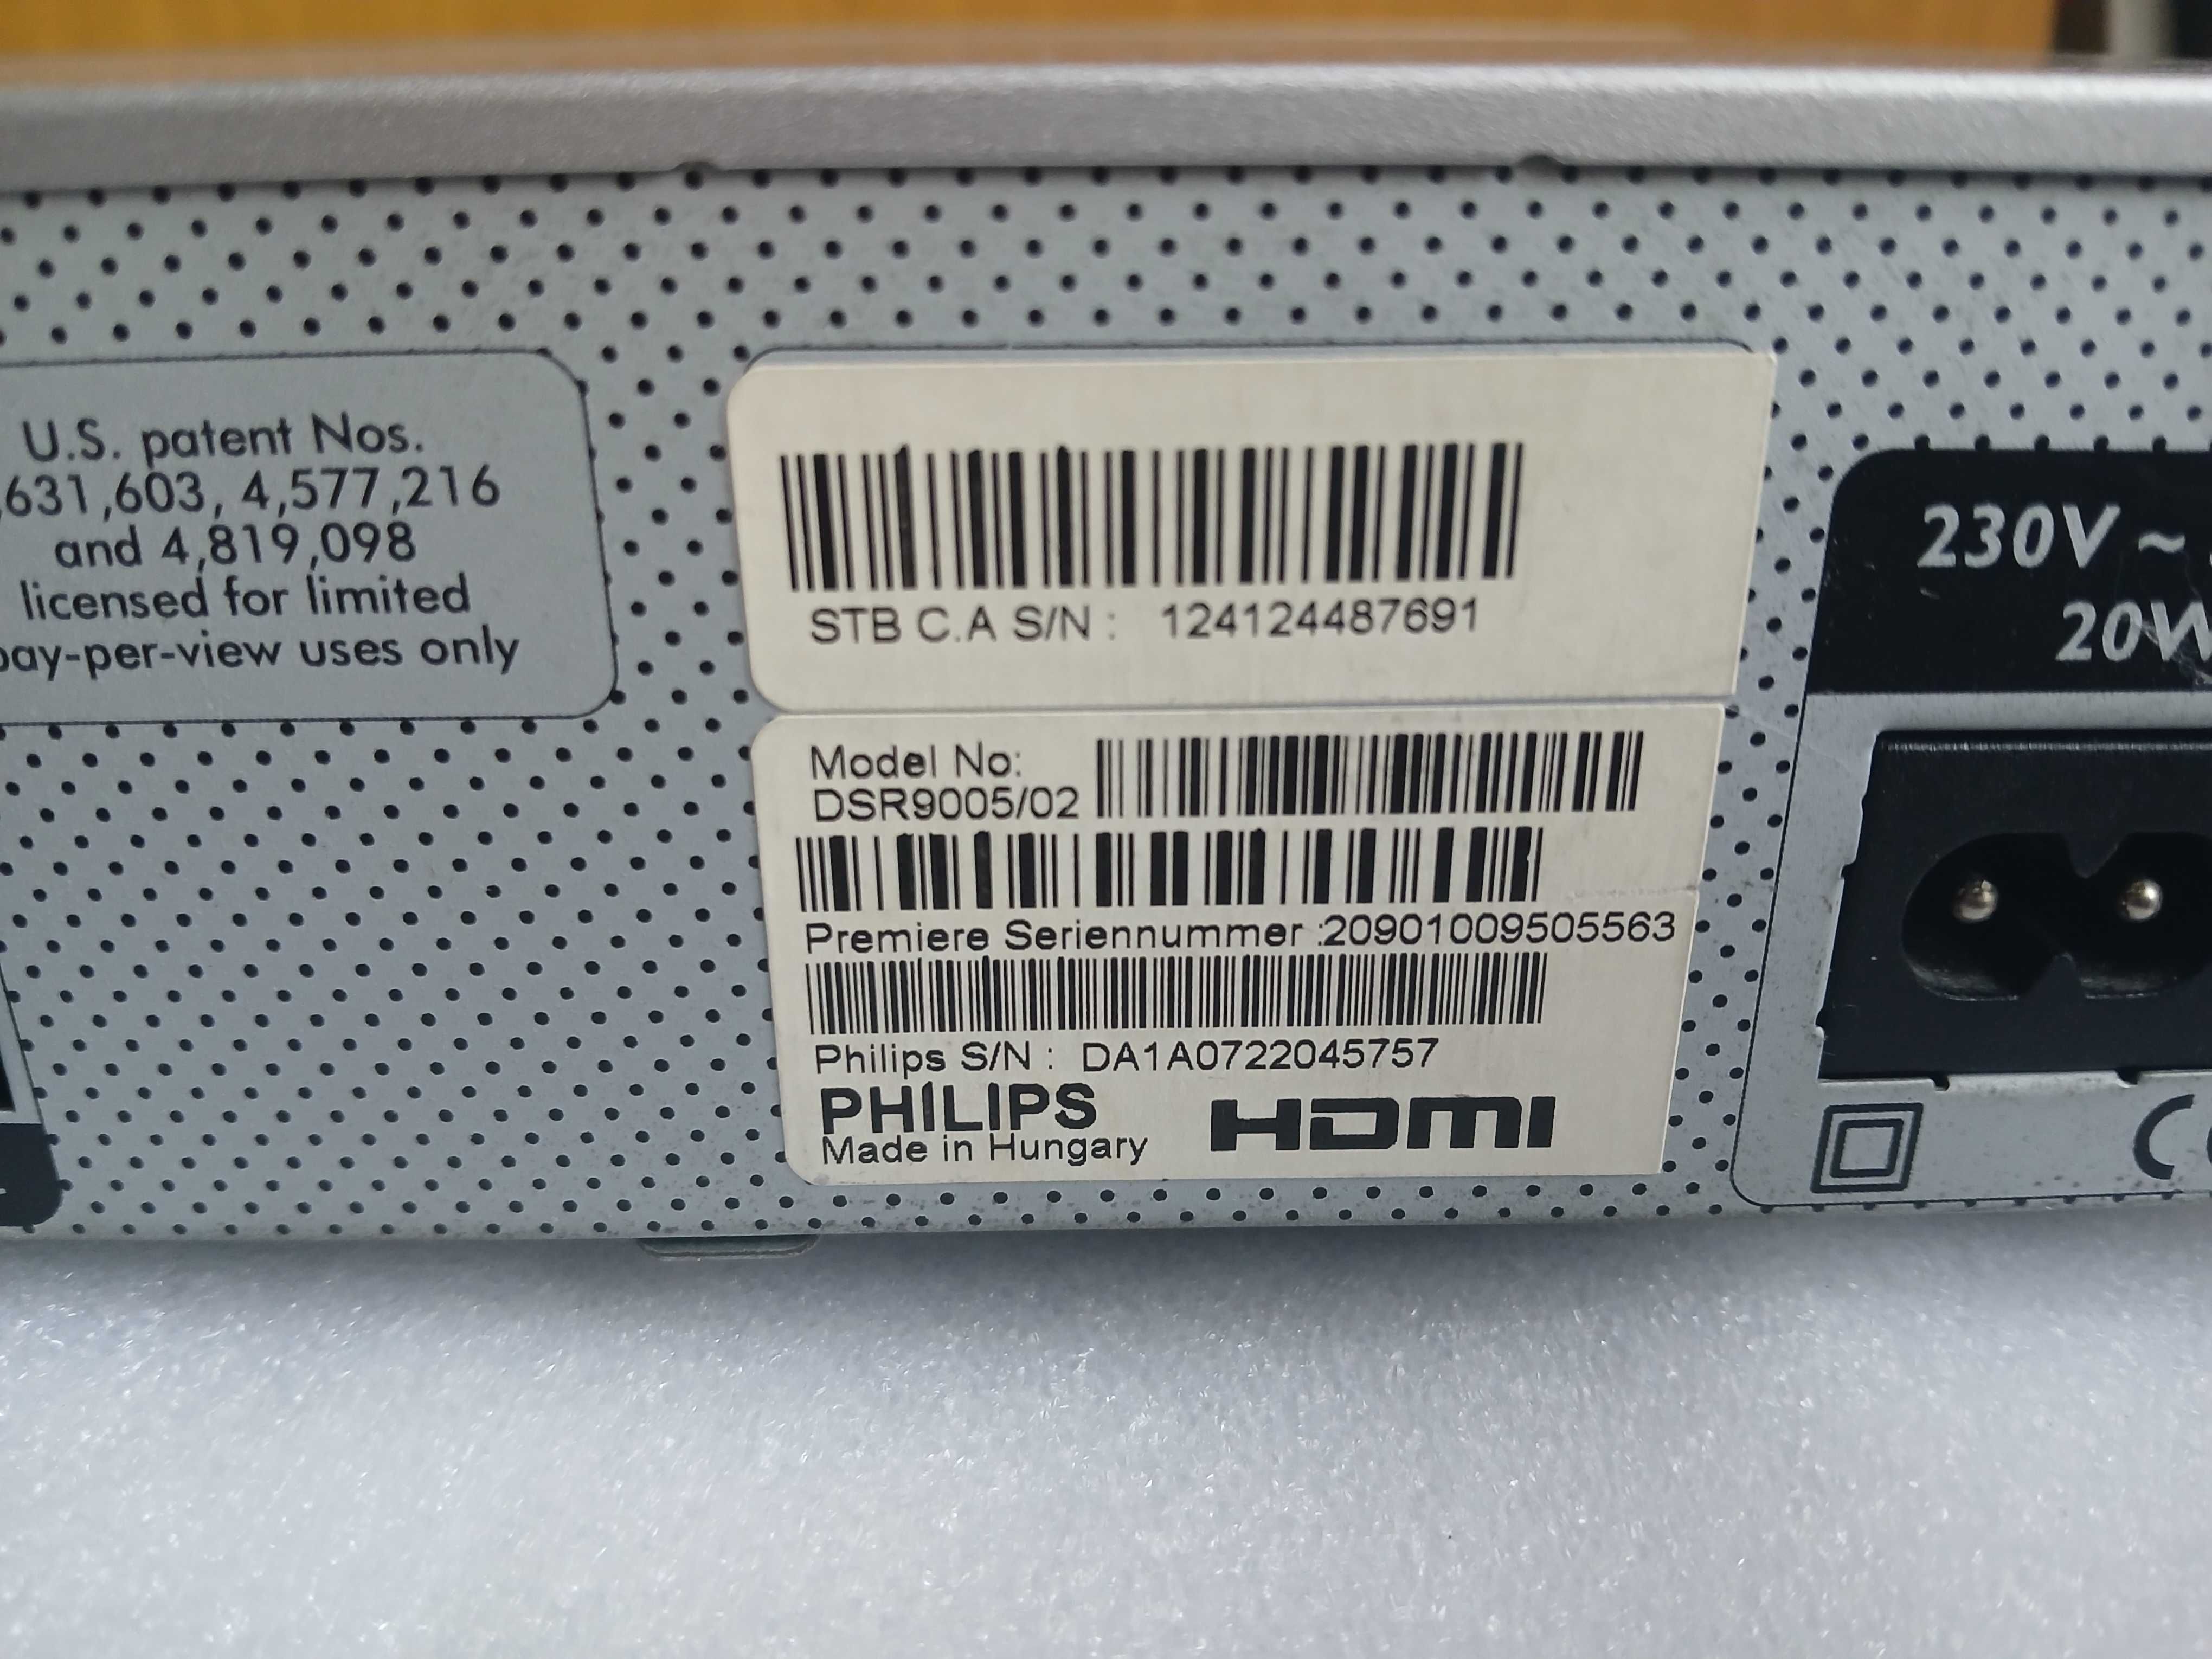 U.S. patent Nos.
,631,603, 4,577,216
and 4,819,098
licensed for limited
pay-per-view uses only
STB C.A S/N : 124124487691
Model No:
DSR9005/02
Premiere Seriennummer :20901009505563
Philips S/N : DA1A0722045757
PHILIPS
Made in Hungary
HDMI
230V ~
20W
CE